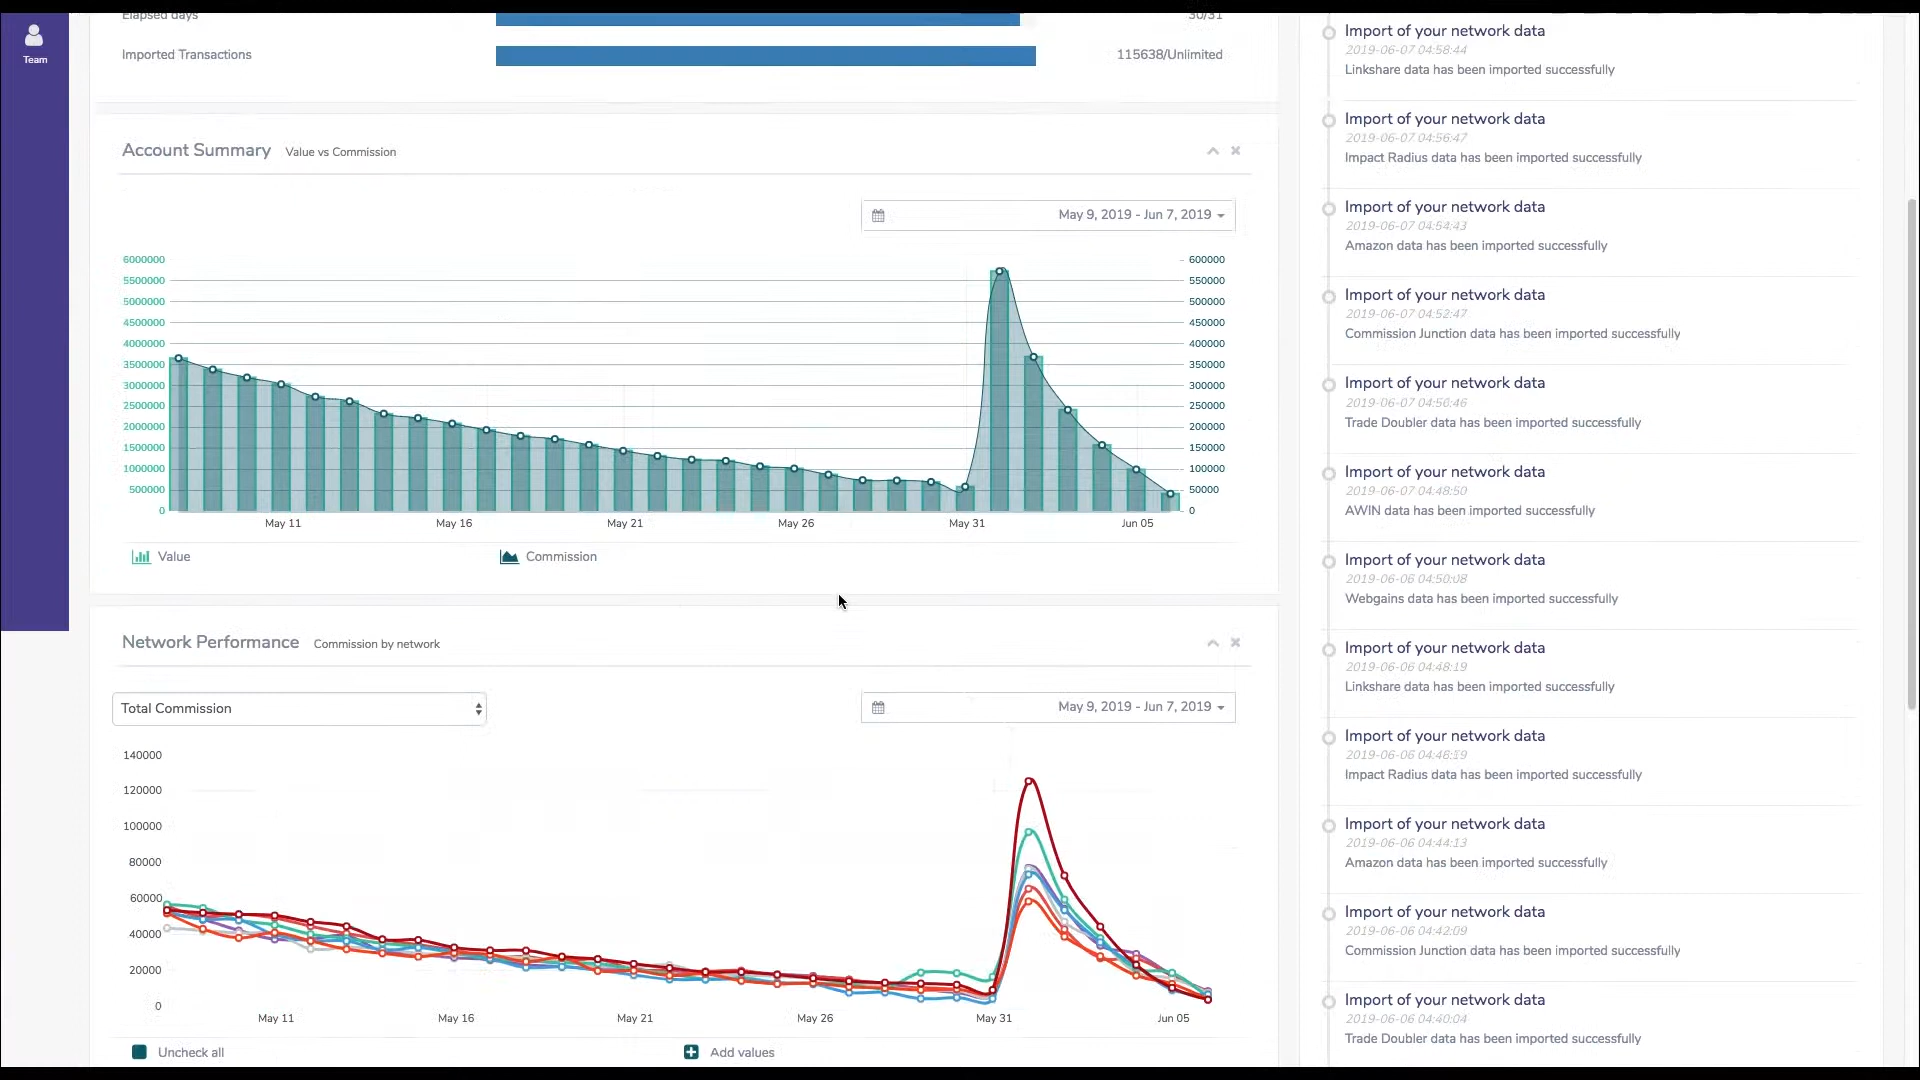 Team
Elapsed days
30/31
Imported Transactions
115638/Unlimited
Account Summary Value vs Commission
May 9, 2019 - Jun 7, 2019
6000000
5500000
5000000
4500000
4000000
3500000
3000000
2500000
2000000
1500000
1000000
500000
0
600000
550000
500000
450000
400000
350000
300000
250000
200000
150000
100000
50000
0
May 11 May 16 May 21 May 26 May 31 Jun 05
Value Commission
Network Performance Commission by network
Total Commission
May 9, 2019 - Jun 7, 2019
140000
120000
100000
80000
60000
40000
20000
0
May 11 May 16 May 21 May 26 May 31 Jun 05
Uncheck all Add values
Import of your network data
2019-06-07 04:58:44
Linkshare data has been imported successfully
Import of your network data
2019-06-07 04:56:47
Impact Radius data has been imported successfully
Import of your network data
2019-06-07 04:54:43
Amazon data has been imported successfully
Import of your network data
2019-06-07 04:52:47
Commission Junction data has been imported successfully
Import of your network data
2019-06-07 04:50:46
Trade Doubler data has been imported successfully
Import of your network data
2019-06-07 04:48:50
AWIN data has been imported successfully
Import of your network data
2019-06-06 04:50:08
Webgains data has been imported successfully
Import of your network data
2019-06-06 04:48:19
Linkshare data has been imported successfully
Import of your network data
2019-06-06 04:46:19
Impact Radius data has been imported successfully
Import of your network data
2019-06-06 04:44:13
Amazon data has been imported successfully
Import of your network data
2019-06-06 04:42:09
Commission Junction data has been imported successfully
Import of your network data
2019-06-06 04:40:04
Trade Doubler data has been imported successfully